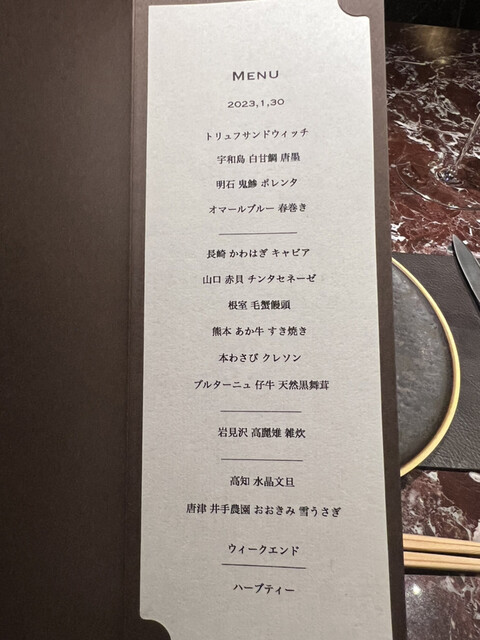 MENU
2023,1,30
トリュフサンドウィッチ
宇和島 白甘鯛 唐墨
明石 鬼鯵 ポレンタ
オマールブルー 春巻き
長崎 かわはぎ キャビア
山口 赤貝 チンタセネーゼ
根室 毛蟹饅頭
熊本 あか牛 すき焼き
本わさび クレソン
ブルターニュ 仔牛 天然黒舞茸
岩見沢 高麗雉 雑炊
高知 水晶文旦
唐津 井手農園 おおきみ 雪うさぎ
ウィークエンド
ハーブティー